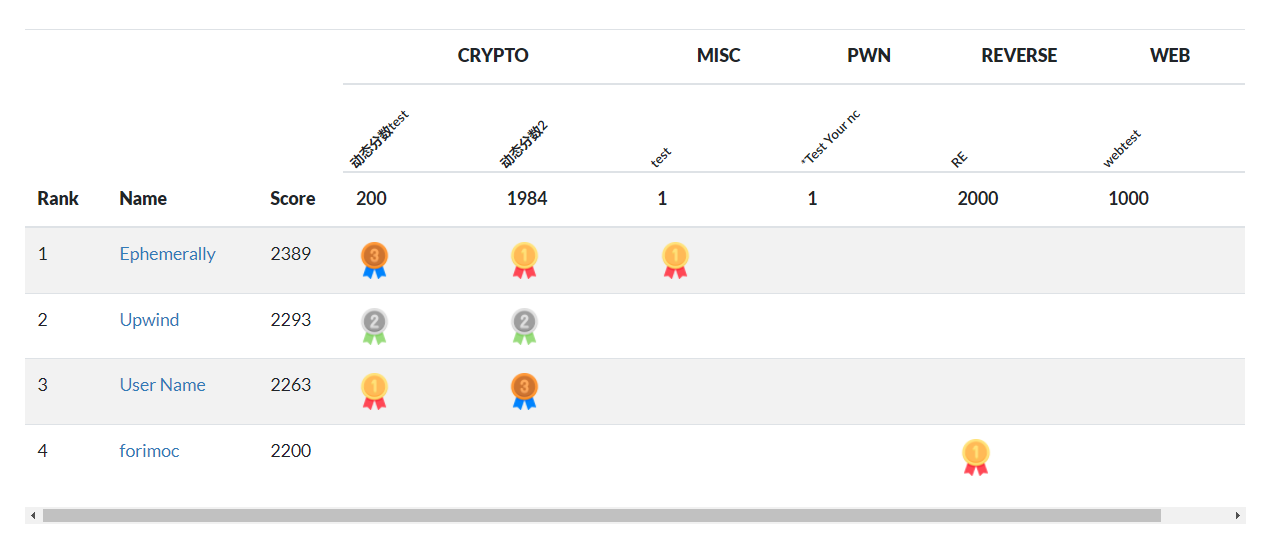 CRYPTO MISC PWN REVERSE WEB
动态分数test 动态分数2 test *Test Your nc RE webtest
Rank Name Score 200 1984 1 1 2000 1000
1 Ephemerally 2389 3 1 1
2 Upwind 2293 2 2
3 User Name 2263 1 3
4 forimoc 2200 1